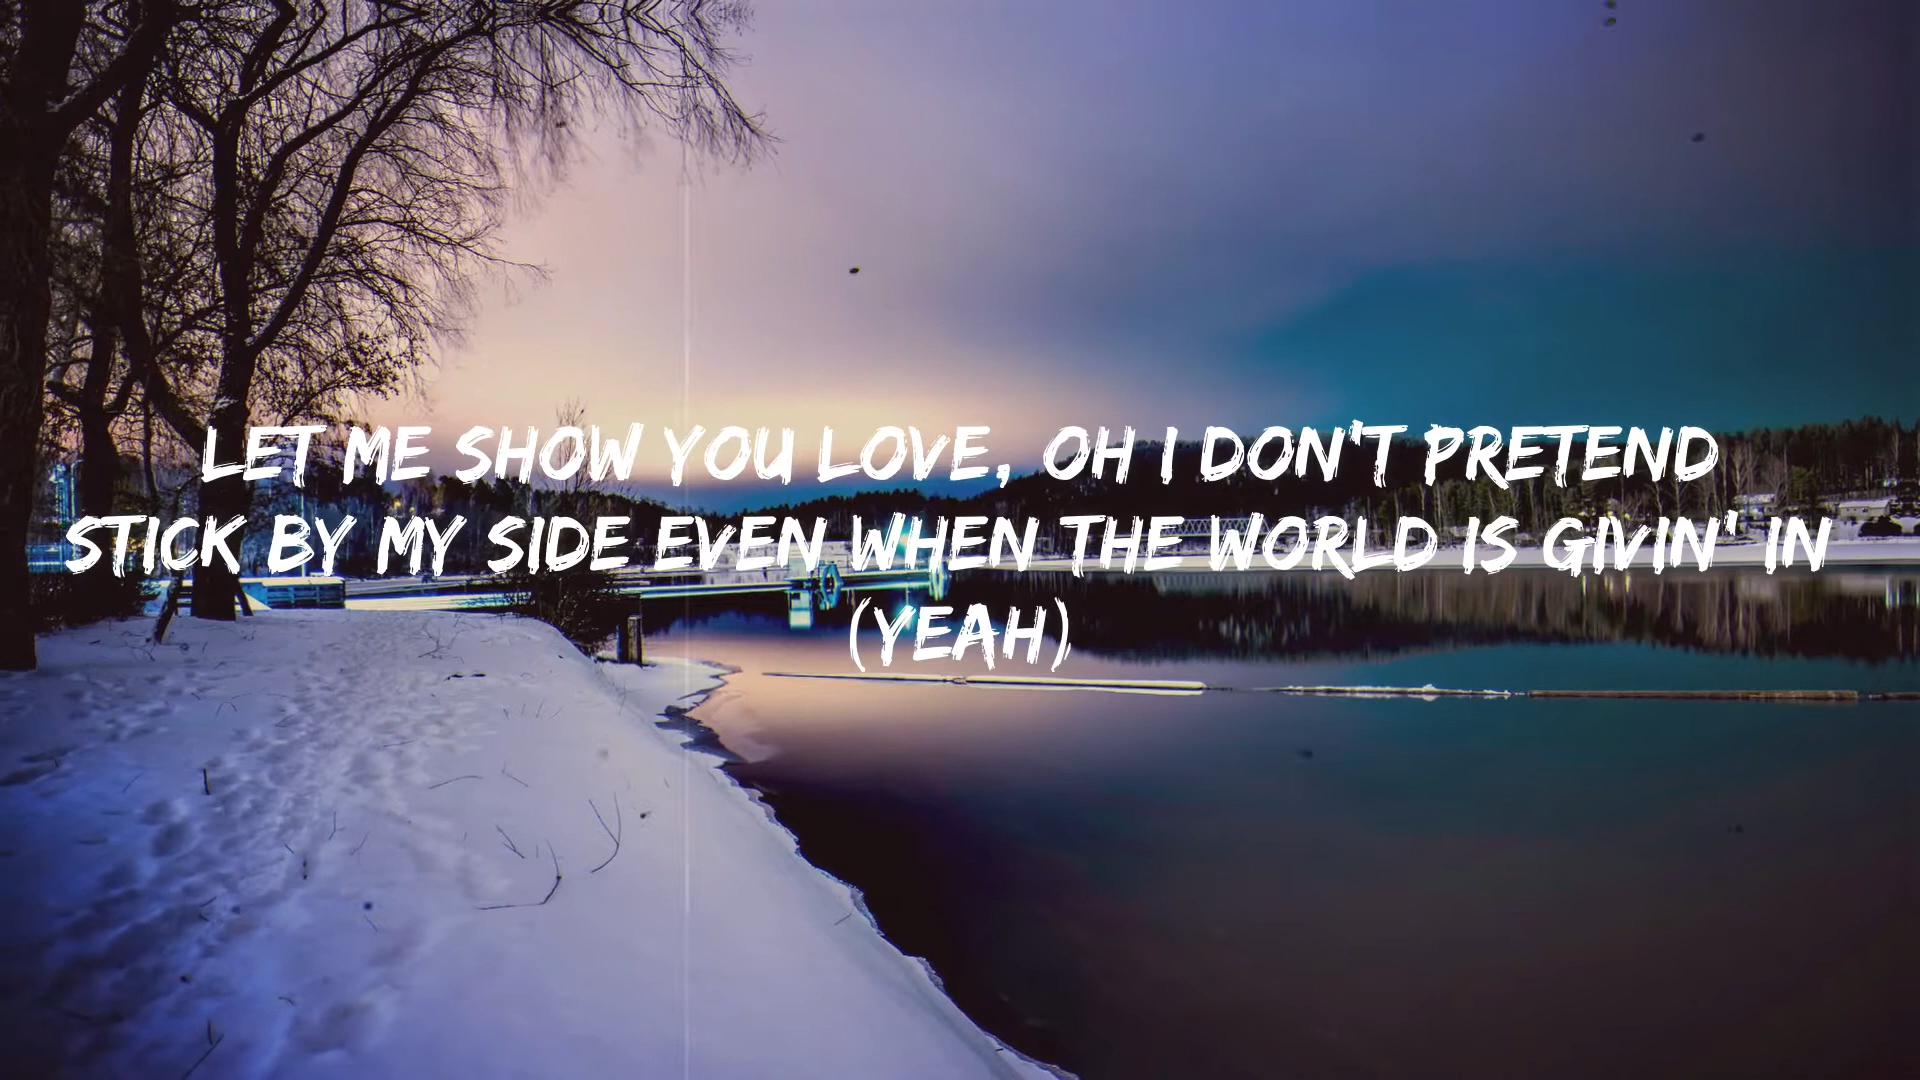 LET ME SHOW YOU LOVE, OH I DON'T PRETEND
STICK BY MY SIDE EVEN WHEN THE WORLD IS GIVIN' IN
(YEAH)